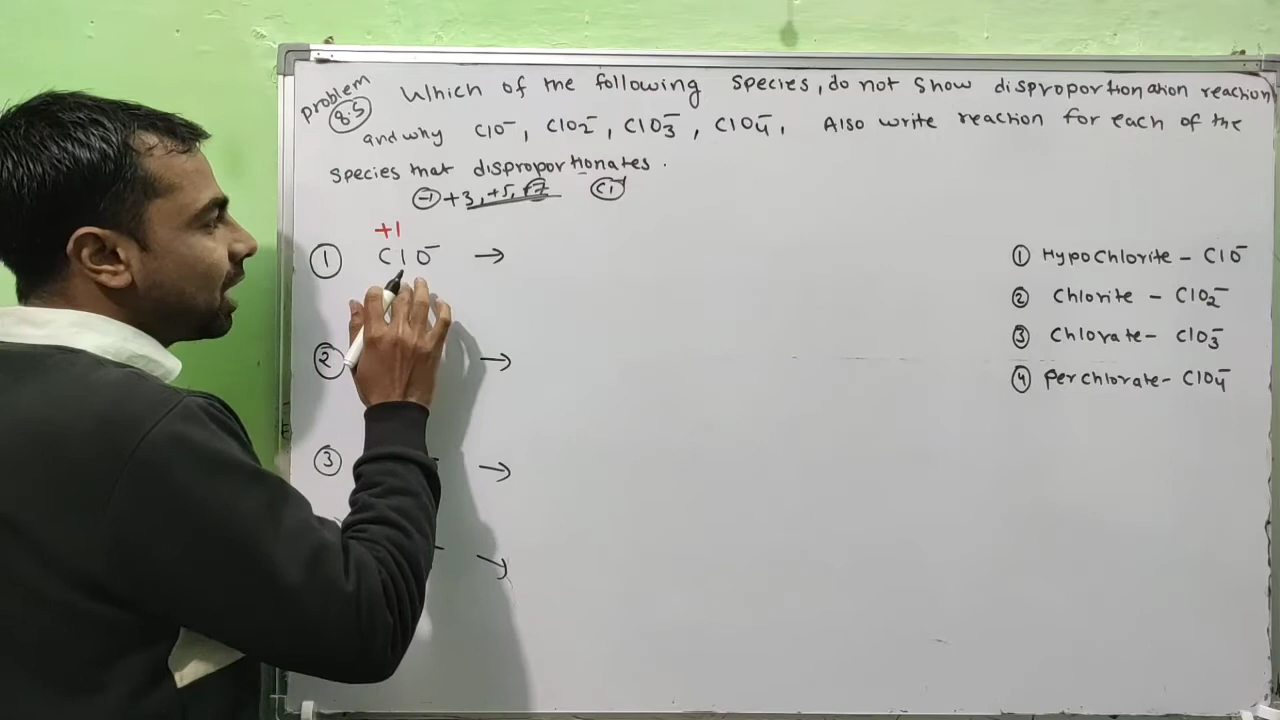 problem 8.5 Which of the following species, do not show disproportionation reaction
and why ClO⁻, ClO₂⁻, ClO₃⁻, ClO₄⁻. Also write reaction for each of the
species that disproportionates.
-1 +3, +5, +7 Cl⁻
+1
① ClO⁻ →
② →
③ →
→
① Hypochlorite - ClO⁻
② Chlorite - ClO₂⁻
③ Chlorate - ClO₃⁻
④ perchlorate - ClO₄⁻